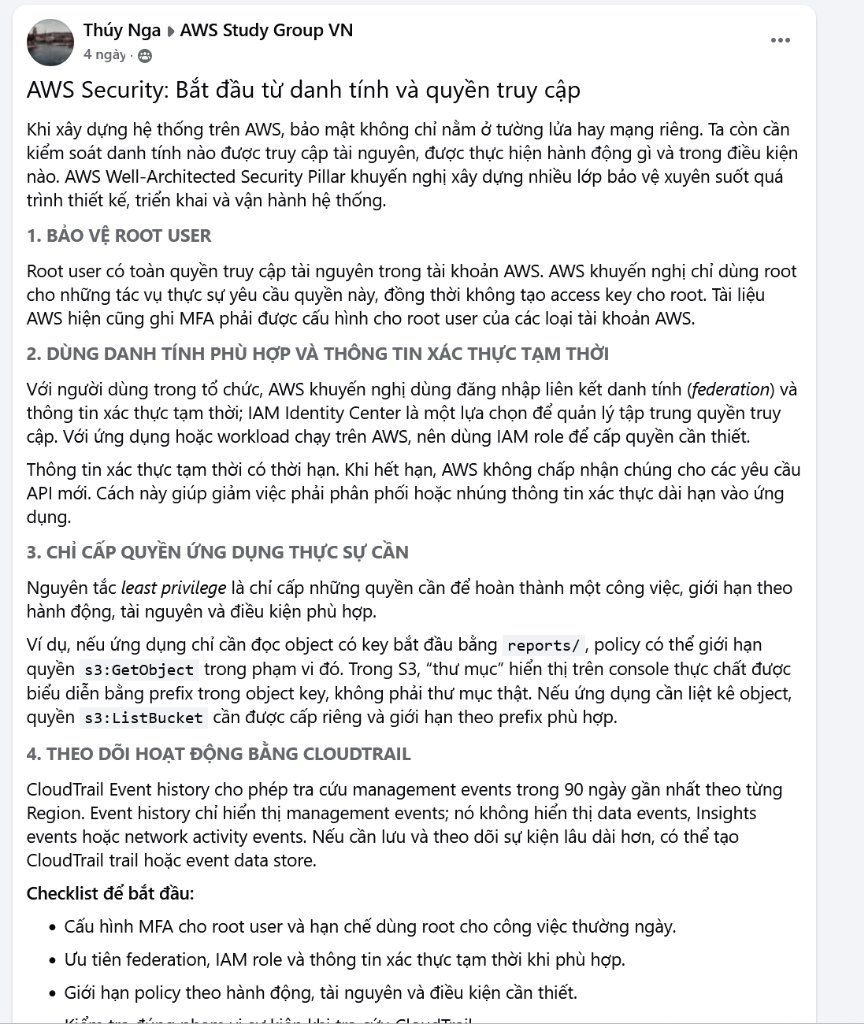 Thúy Nga ▸ AWS Study Group VN
4 ngày ·
AWS Security: Bắt đầu từ danh tính và quyền truy cập
Khi xây dựng hệ thống trên AWS, bảo mật không chỉ nằm ở tường lửa hay mạng riêng. Ta còn cần
kiểm soát danh tính nào được truy cập tài nguyên, được thực hiện hành động gì và trong điều kiện
nào. AWS Well-Architected Security Pillar khuyến nghị xây dựng nhiều lớp bảo vệ xuyên suốt quá
trình thiết kế, triển khai và vận hành hệ thống.
1. BẢO VỆ ROOT USER
Root user có toàn quyền truy cập tài nguyên trong tài khoản AWS. AWS khuyến nghị chỉ dùng root
cho những tác vụ thực sự yêu cầu quyền này, đồng thời không tạo access key cho root. Tài liệu
AWS hiện cũng ghi MFA phải được cấu hình cho root user của các loại tài khoản AWS.
2. DÙNG DANH TÍNH PHÙ HỢP VÀ THÔNG TIN XÁC THỰC TẠM THỜI
Với người dùng trong tổ chức, AWS khuyến nghị dùng đăng nhập liên kết danh tính (federation) và
thông tin xác thực tạm thời; IAM Identity Center là một lựa chọn để quản lý tập trung quyền truy
cập. Với ứng dụng hoặc workload chạy trên AWS, nên dùng IAM role để cấp quyền cần thiết.
Thông tin xác thực tạm thời có thời hạn. Khi hết hạn, AWS không chấp nhận chúng cho các yêu cầu
API mới. Cách này giúp giảm việc phải phân phối hoặc nhúng thông tin xác thực dài hạn vào ứng
dụng.
3. CHỈ CẤP QUYỀN ỨNG DỤNG THỰC SỰ CẦN
Nguyên tắc least privilege là chỉ cấp những quyền cần để hoàn thành một công việc, giới hạn theo
hành động, tài nguyên và điều kiện phù hợp.
Ví dụ, nếu ứng dụng chỉ cần đọc object có key bắt đầu bằng reports/ , policy có thể giới hạn
quyền s3:GetObject trong phạm vi đó. Trong S3, “thư mục” hiển thị trên console thực chất được
biểu diễn bằng prefix trong object key, không phải thư mục thật. Nếu ứng dụng cần liệt kê object,
quyền s3:ListBucket cần được cấp riêng và giới hạn theo prefix phù hợp.
4. THEO DÕI HOẠT ĐỘNG BẰNG CLOUDTRAIL
CloudTrail Event history cho phép tra cứu management events trong 90 ngày gần nhất theo từng
Region. Event history chỉ hiển thị management events; nó không hiển thị data events, Insights
events hoặc network activity events. Nếu cần lưu và theo dõi sự kiện lâu dài hơn, có thể tạo
CloudTrail trail hoặc event data store.
Checklist để bắt đầu:
• Cấu hình MFA cho root user và hạn chế dùng root cho công việc thường ngày.
• Ưu tiên federation, IAM role và thông tin xác thực tạm thời khi phù hợp.
• Giới hạn policy theo hành động, tài nguyên và điều kiện cần thiết.